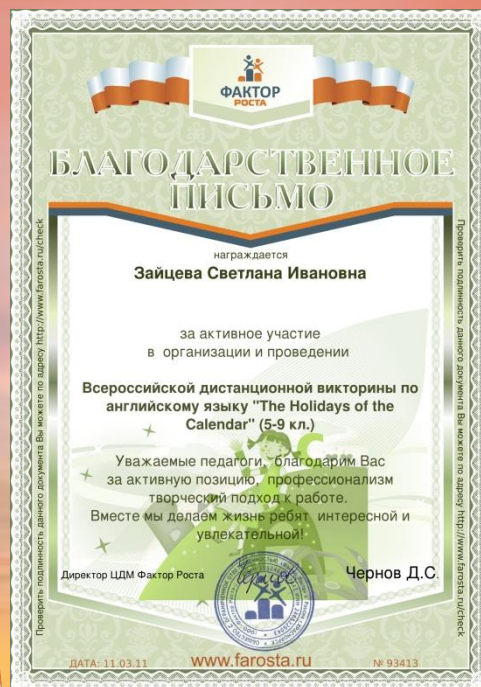 ФАКТОР
РОСТА
БЛАГОДАРСТВЕННОЕ
ПИСЬМО
награждается
Зайцева Светлана Ивановна
за активное участие
в организации и проведении
Всероссийской дистанционной викторины по
английскому языку "The Holidays of the
Calendar" (5-9 кл.)
Уважаемые педагоги, благодарим Вас
за активную позицию, профессионализм
творческий подход к работе.
Вместе мы делаем жизнь ребят интересной и
увлекательной!
Директор ЦДМ Фактор Роста
Чернов Д.С.
ДАТА: 11.03.11
www.farosta.ru
№ 93413
Проверить подлинность данного документа Вы можете по адресу http://www.farosta.ru/check
Проверить подлинность данного документа Вы можете по адресу http://www.farosta.ru/check